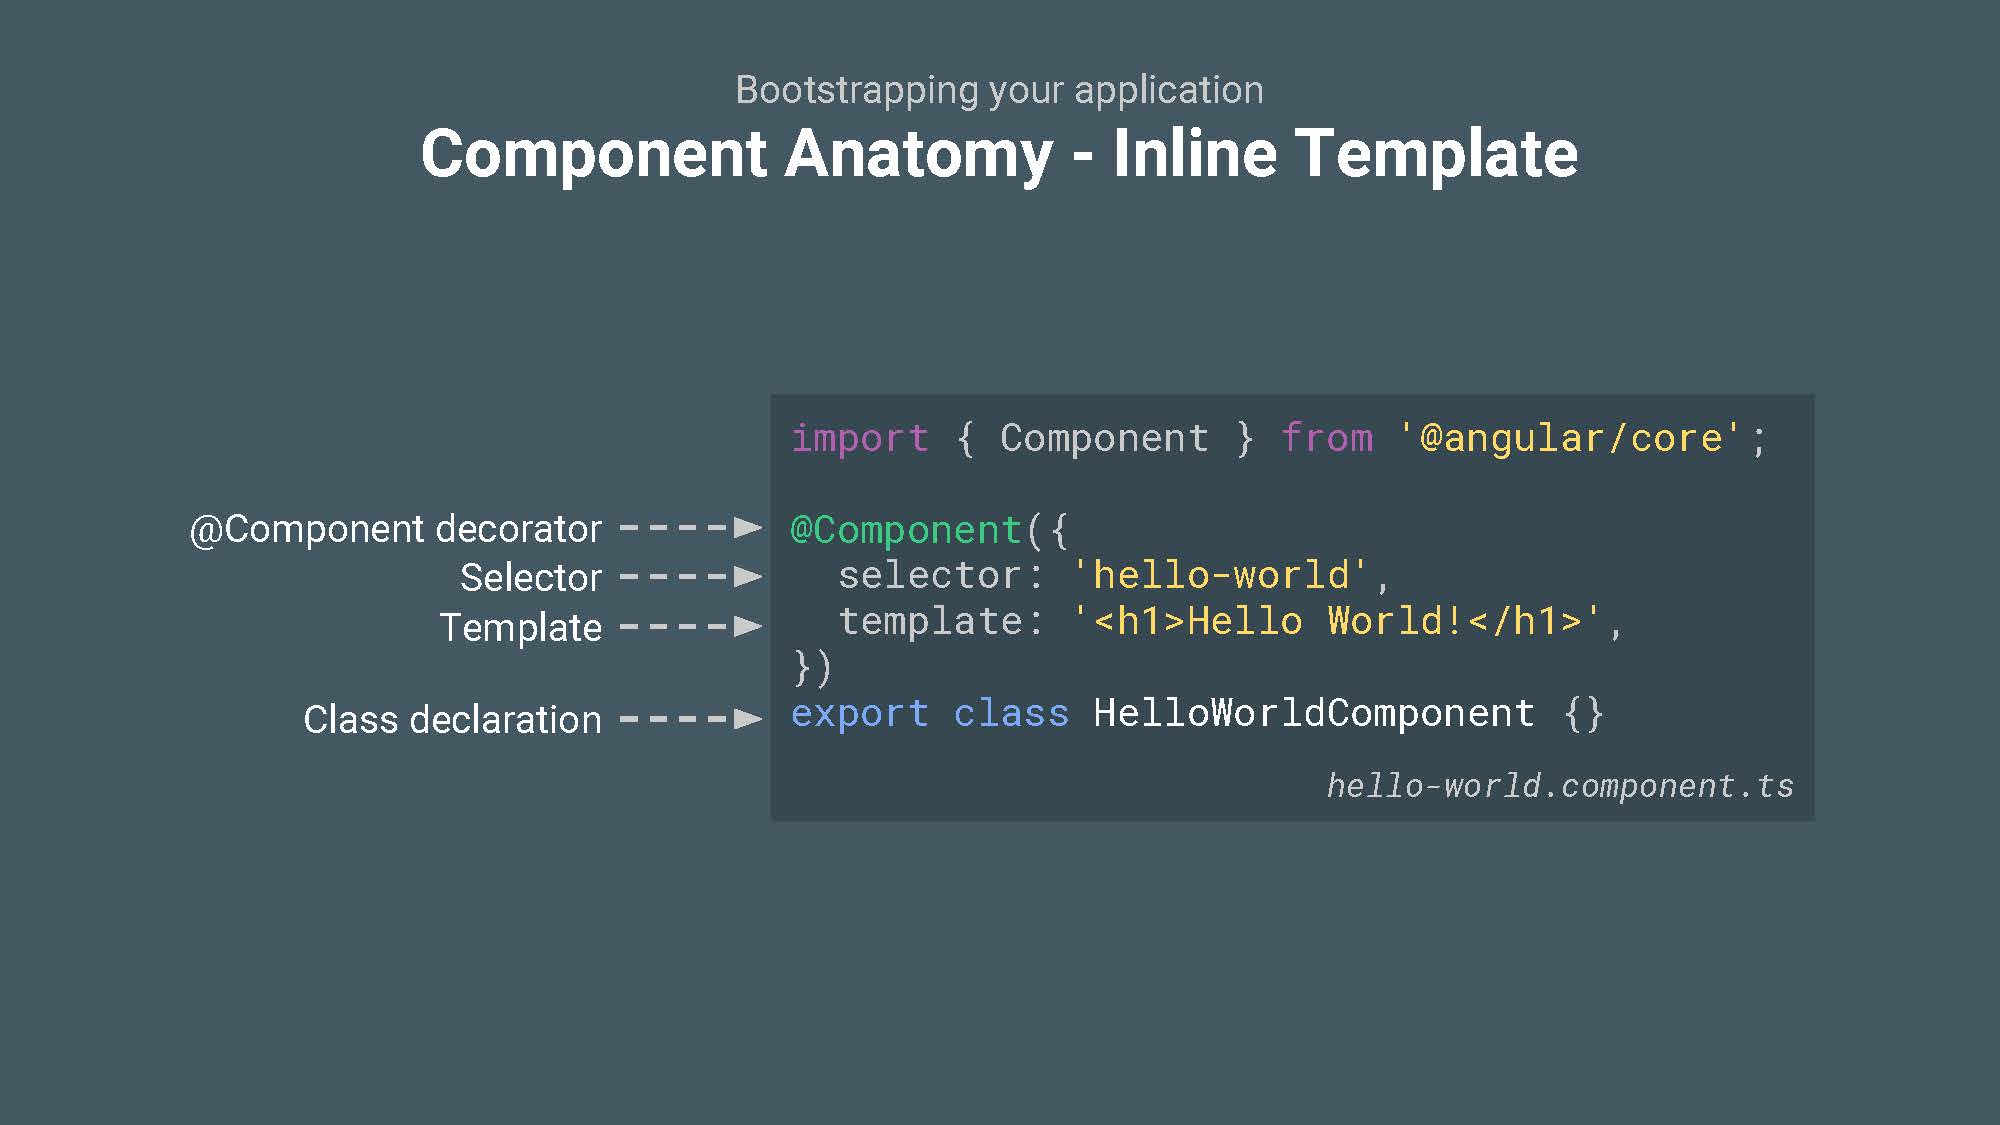 Bootstrapping your application
Component Anatomy - Inline Template
import { Component } from '@angular/core';
@Component decorator
@Component({
Selector
selector: 'hello-world',
Template
template: '<h1>Hello World!</h1>',
})
Class declaration
export class HelloWorldComponent {}
hello-world.component.ts